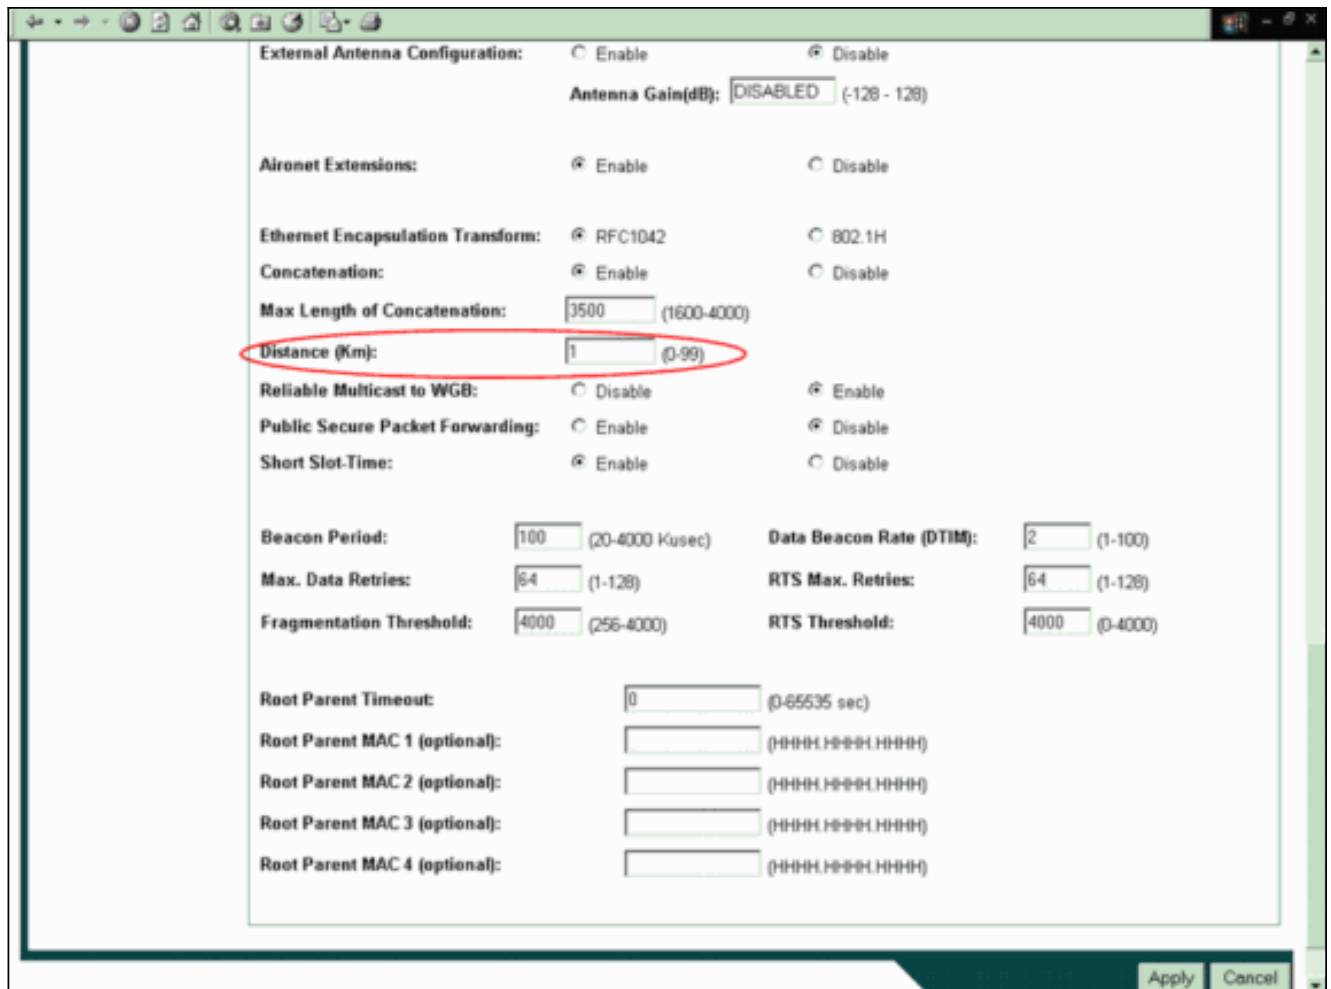 External Antenna Configuration: Enable Disable
Antenna Gain(dB): DISABLED (-128 - 128)
Aironet Extensions: Enable Disable
Ethernet Encapsulation Transform: RFC1042 802.1H
Concatenation: Enable Disable
Max Length of Concatenation: 3500 (1600-4000)
Distance (Km): 1 (0-99)
Reliable Multicast to WGB: Disable Enable
Public Secure Packet Forwarding: Enable Disable
Short Slot-Time: Enable Disable
Beacon Period: 100 (20-4000 Kusec) Data Beacon Rate (DTIM): 2 (1-100)
Max. Data Retries: 64 (1-128) RTS Max. Retries: 64 (1-128)
Fragmentation Threshold: 4000 (256-4000) RTS Threshold: 4000 (0-4000)
Root Parent Timeout: 0 (0-65535 sec)
Root Parent MAC 1 (optional): (HHHH.HHHH.HHHH)
Root Parent MAC 2 (optional): (HHHH.HHHH.HHHH)
Root Parent MAC 3 (optional): (HHHH.HHHH.HHHH)
Root Parent MAC 4 (optional): (HHHH.HHHH.HHHH)
Apply Cancel